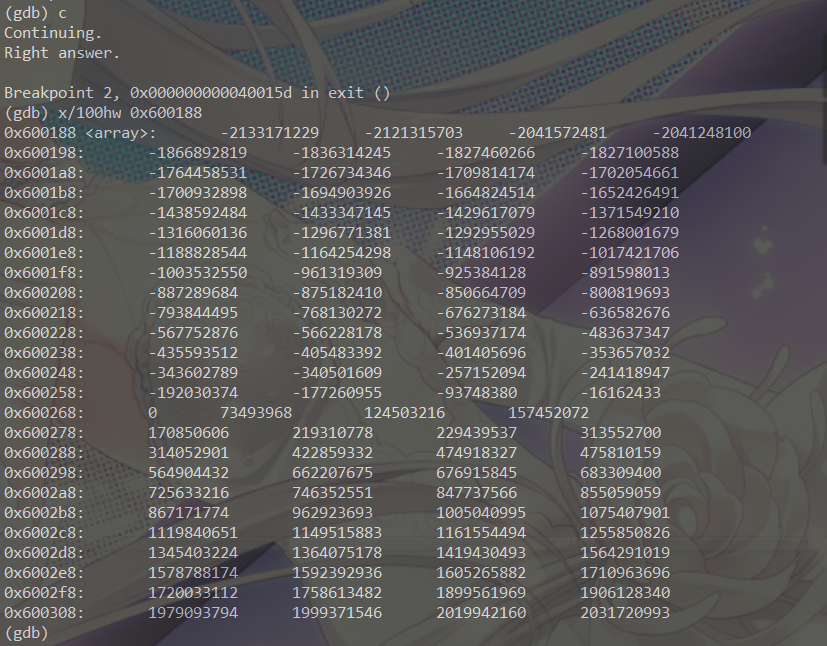 (gdb) c
Continuing.
Right answer.
Breakpoint 2, 0x000000000040015d in exit ()
(gdb) x/100hw 0x600188
0x600188 <array>: -2133171229 -2121315703 -2041572481 -2041248100
0x600198: -1866892819 -1836314245 -1827460266 -1827100588
0x6001a8: -1764458531 -1726734346 -1709814174 -1702054661
0x6001b8: -1700932898 -1694903926 -1664824514 -1652426491
0x6001c8: -1438592484 -1433347145 -1429617079 -1371549210
0x6001d8: -1316060136 -1296771381 -1292955029 -1268001679
0x6001e8: -1188828544 -1164254298 -1148106192 -1017421706
0x6001f8: -1003532550 -961319309 -925384128 -891598013
0x600208: -887289684 -875182410 -850664709 -800819693
0x600218: -793844495 -768130272 -676273184 -636582676
0x600228: -567752876 -566228178 -536937174 -483637347
0x600238: -435593512 -405483392 -401405696 -353657032
0x600248: -343602789 -340501609 -257152094 -241418947
0x600258: -192030374 -177260955 -93748380 -16162433
0x600268: 0 73493968 124503216 157452072
0x600278: 170850606 219310778 229439537 313552700
0x600288: 314052901 422859332 474918327 475810159
0x600298: 564904432 662207675 676915845 683309400
0x6002a8: 725633216 746352551 847737566 855059059
0x6002b8: 867171774 962923693 1005040995 1075407901
0x6002c8: 1119840651 1149515883 1161554494 1255850826
0x6002d8: 1345403224 1364075178 1419430493 1564291019
0x6002e8: 1578788174 1592392936 1605265882 1710963696
0x6002f8: 1720033112 1758613482 1899561969 1906128340
0x600308: 1979093794 1999371546 2019942160 2031720993
(gdb)